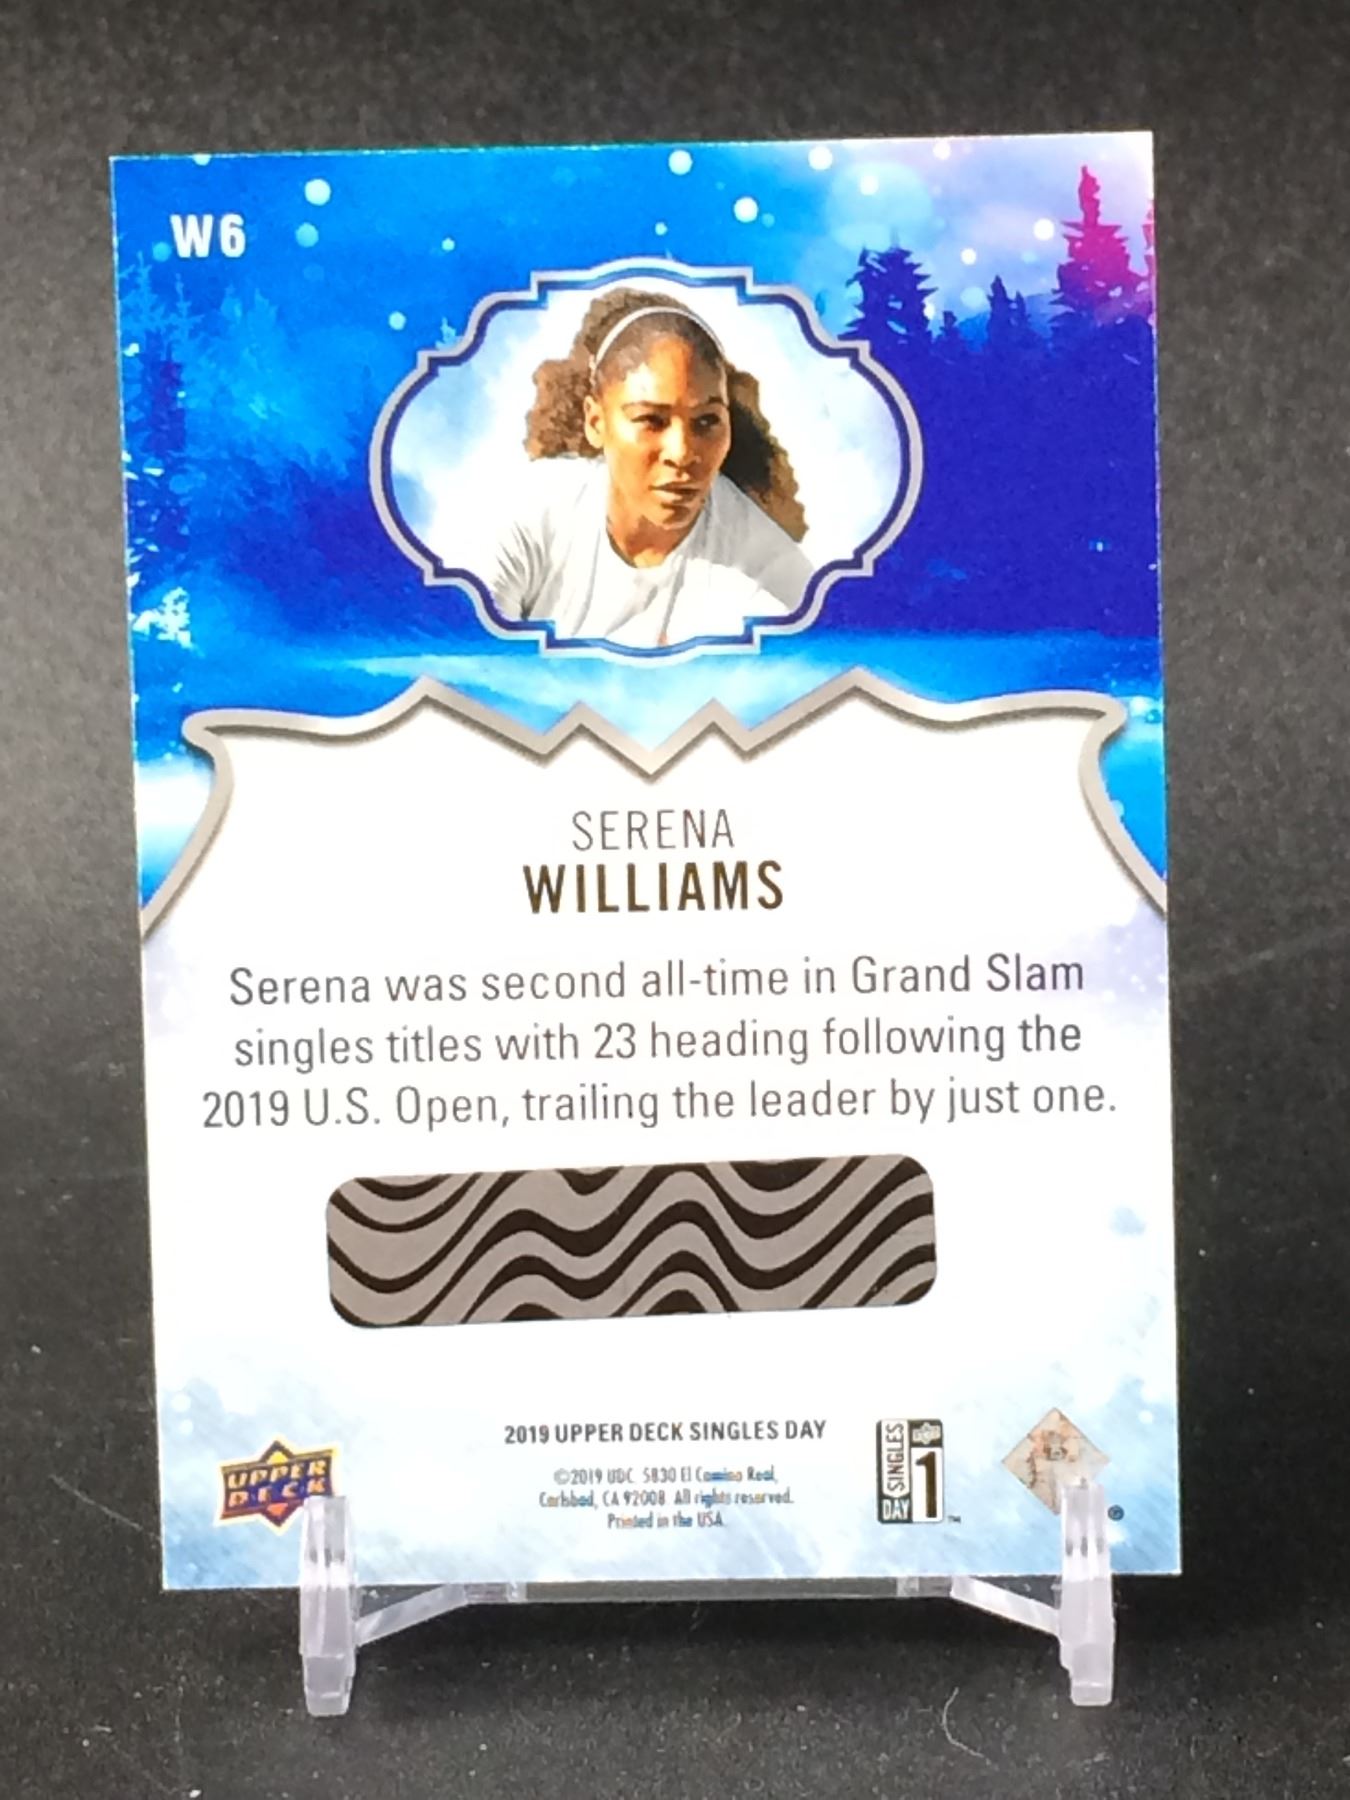 W6
SERENA
WILLIAMS
Serena was second all-time in Grand Slam
singles titles with 23 heading following the
2019 U.S. Open, trailing the leader by just one.
2019 UPPER DECK SINGLES DAY
©2019 UDC. 5830 El Camino Real,
Carlsbad, CA 92008. All rights reserved.
Printed in the USA.
UPPER
DECK
SINGLES
DAY
1
™
®